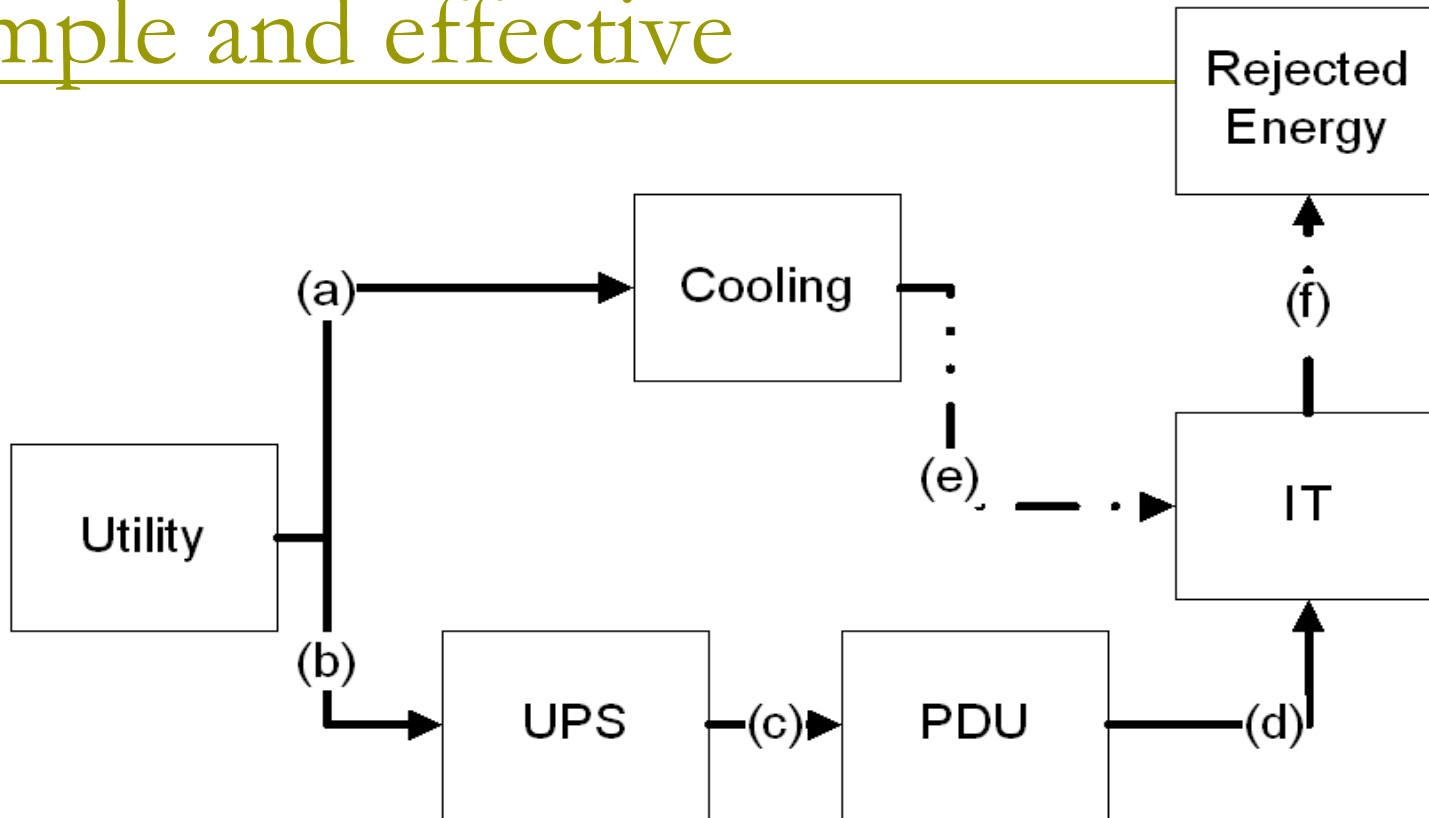 mple and effective
Rejected
Energy
(a)
Cooling
(f)
(e)
IT
Utility
(b)
UPS
(c)
PDU
(d)